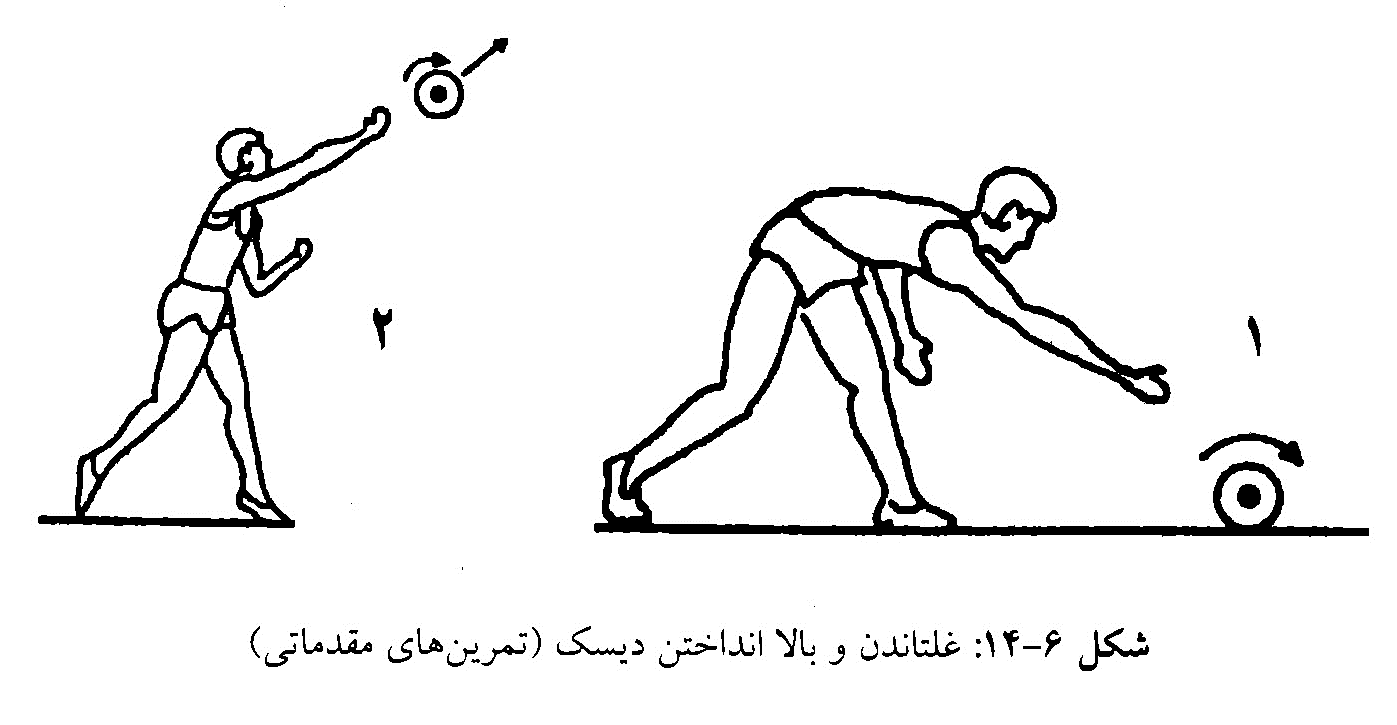 ۱
۲
شکل ۶-۱۴: غلتاندن و بالا انداختن دیسک (تمرین‌های مقدماتی)